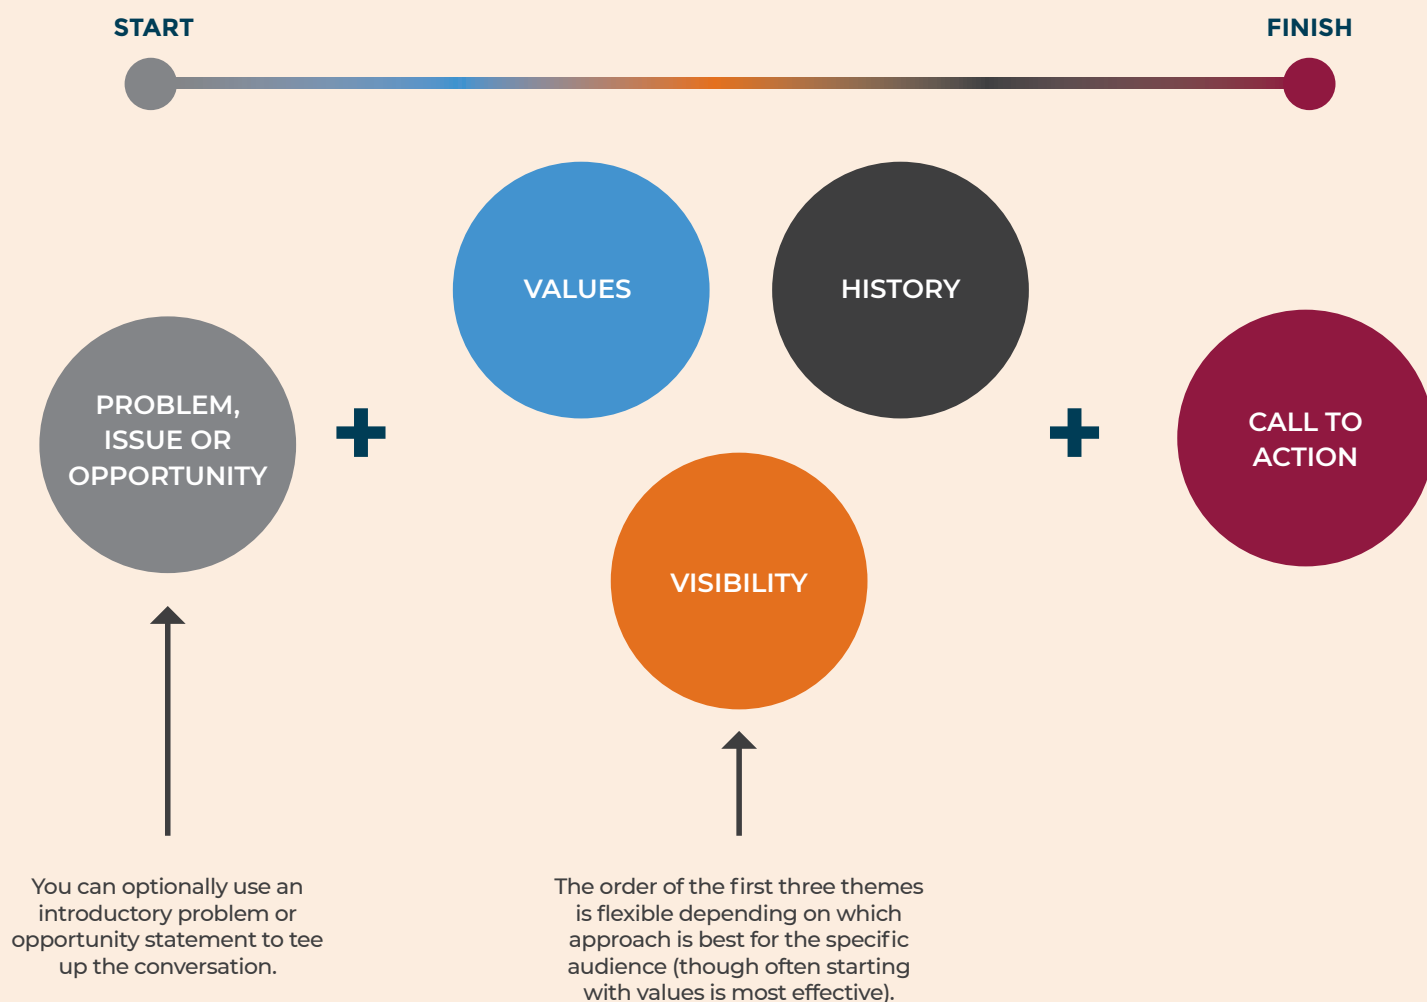 START
FINISH
VALUES
HISTORY
PROBLEM,
ISSUE OR
OPPORTUNITY
CALL TO
ACTION
VISIBILITY
You can optionally use an
introductory problem or
opportunity statement to tee
up the conversation.
The order of the first three themes
is flexible depending on which
approach is best for the specific
audience (though often starting
with values is most effective).